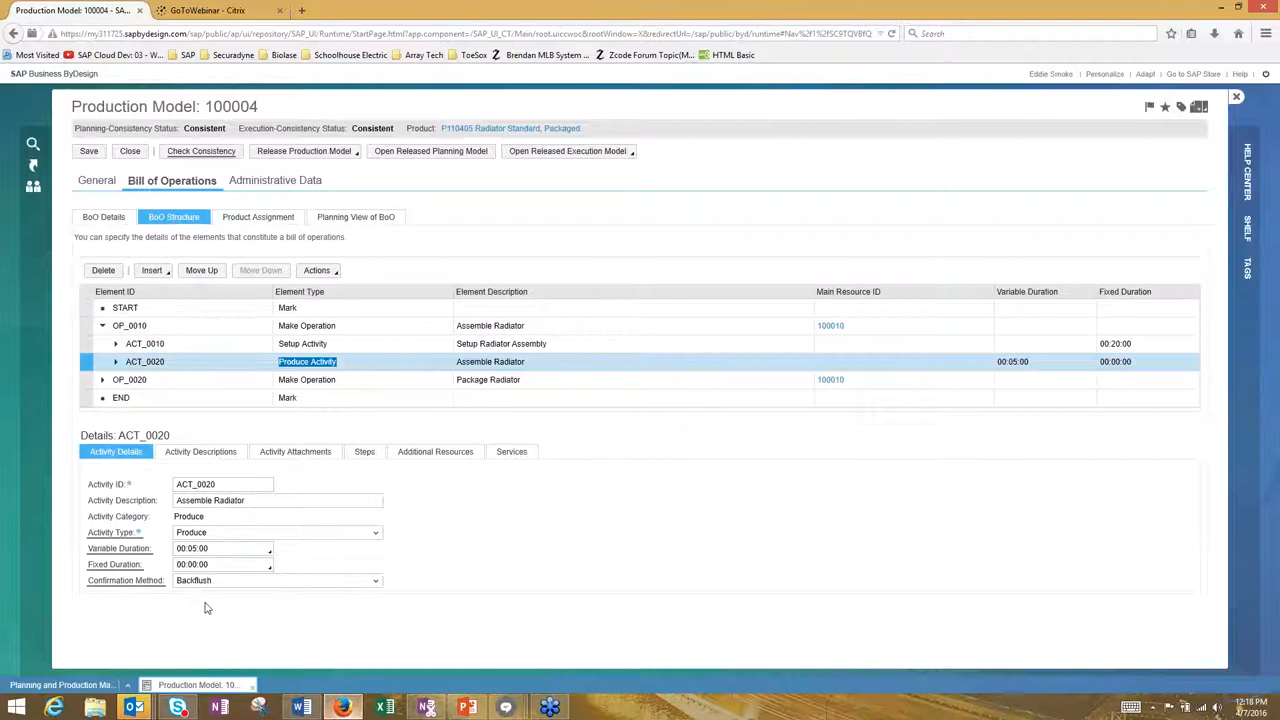 Production Model: 100004 - SA...
GoToWebinar - Citrix
https://my311725.sapbydesign.com/sap/public/ap/ui/repository/SAP_UI/Runtime/StartPage.html?app.component=/SAP_UI_CT/Main/root.uiccwoc&rootWindow=X&redirectUrl=/sap/public/byd/runtime#Nav%2f1%2fSC9TQVBfQ
Search
Most Visited SAP Cloud Dev: 03 - W... SAP Securadyne Biolase Schoolhouse Electric Array Tech ToeSox Brendan MLB System ... Zcode Forum Topic(M... HTML Basic
SAP Business ByDesign
Eddie Smoke Personalize Adapt Go to SAP Store Help
Production Model: 100004
Planning-Consistency Status: Consistent Execution-Consistency Status: Consistent Product: P110405 Radiator Standard, Packaged
Save Close Check Consistency Release Production Model Open Released Planning Model Open Released Execution Model
General Bill of Operations Administrative Data
HELP CENTER
SHELF
TAGS
BoO Details BoO Structure Product Assignment Planning View of BoO
You can specify the details of the elements that constitute a bill of operations.
Delete Insert Move Up Move Down Actions
Element ID Element Type Element Description Main Resource ID Variable Duration Fixed Duration
START Mark
OP_0010 Make Operation Assemble Radiator 100010
ACT_0010 Setup Activity Setup Radiator Assembly 00:20:00
ACT_0020 Produce Activity Assemble Radiator 00:05:00 00:00:00
OP_0020 Make Operation Package Radiator 100010
END Mark
Details: ACT_0020
Activity Details Activity Descriptions Activity Attachments Steps Additional Resources Services
Activity ID:* ACT_0020
Activity Description: Assemble Radiator
Activity Category: Produce
Activity Type:* Produce
Variable Duration: 00:05:00
Fixed Duration: 00:00:00
Confirmation Method: Backflush
Planning and Production Ma... Production Model: 10...
12:18 PM
4/7/2016